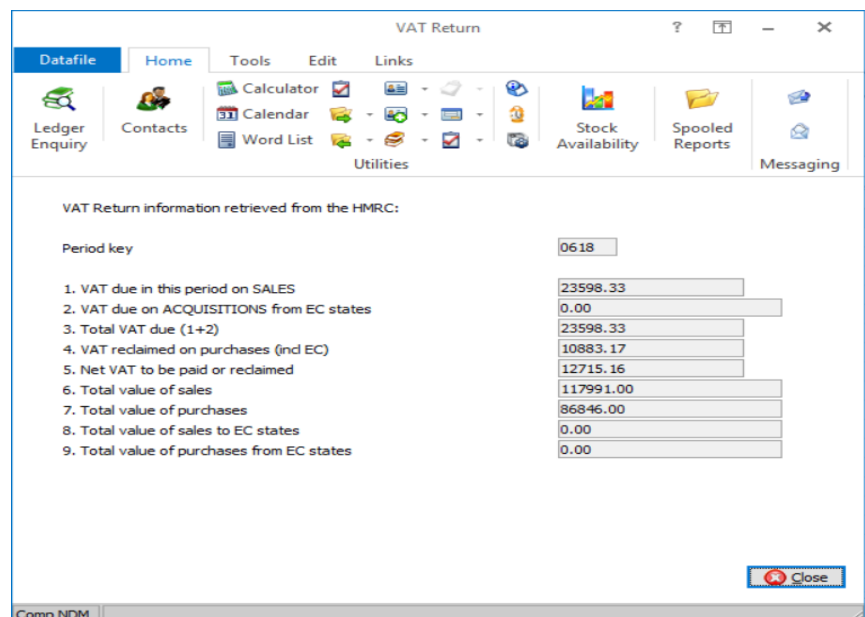 VAT Return
?
Datafile Home Tools Edit Links
Ledger Enquiry
Contacts
Calculator
31 Calendar
Word List
Utilities
Stock Availability
Spooled Reports
Messaging
VAT Return information retrieved from the HMRC:
Period key 0618
1. VAT due in this period on SALES 23598.33
2. VAT due on ACQUISITIONS from EC states 0.00
3. Total VAT due (1+2) 23598.33
4. VAT reclaimed on purchases (incl EC) 10883.17
5. Net VAT to be paid or reclaimed 12715.16
6. Total value of sales 117991.00
7. Total value of purchases 86846.00
8. Total value of sales to EC states 0.00
9. Total value of purchases from EC states 0.00
Close
Comp NDM